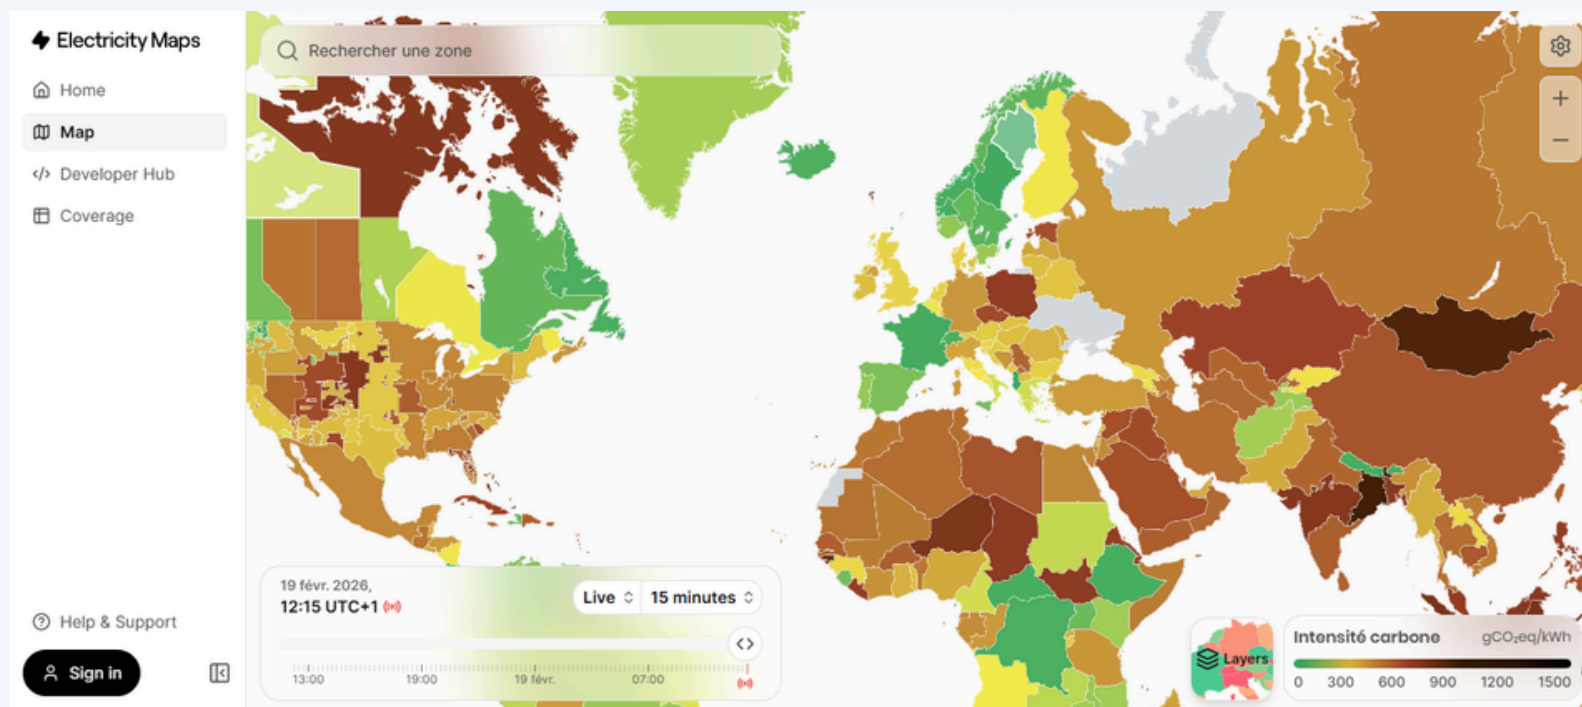 Electricity Maps
Home
Map
Developer Hub
Coverage
Help & Support
Sign in
Rechercher une zone
19 févr. 2026,
12:15 UTC+1
Live
15 minutes
13:00 19:00 19 févr. 07:00
Layers
Intensité carbone gCO₂eq/kWh
0 300 600 900 1200 1500